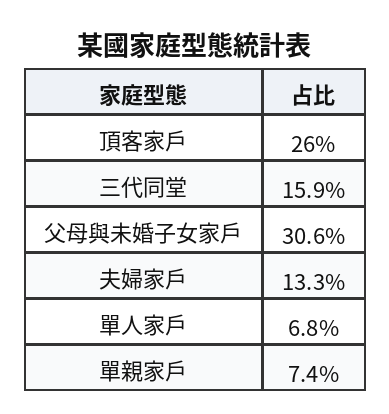 某國家庭型態統計表
家庭型態 占比
頂客家戶 26%
三代同堂 15.9%
父母與未婚子女家戶 30.6%
夫婦家戶 13.3%
單人家戶 6.8%
單親家戶 7.4%